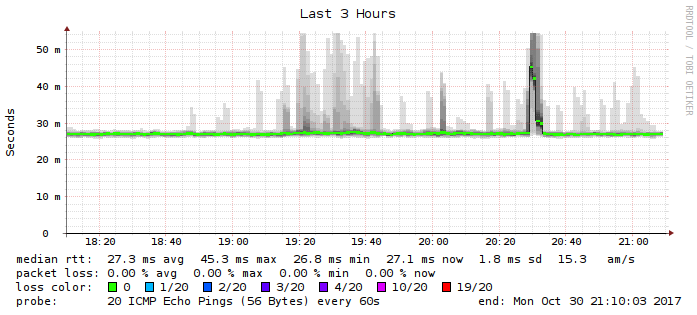 Last 3 Hours
RRDTOOL / TOBI OETIKER
Seconds
50 m
40 m
30 m
20 m
10 m
0
18:20 18:40 19:00 19:20 19:40 20:00 20:20 20:40 21:00
median rtt: 27.3 ms avg 45.3 ms max 26.8 ms min 27.1 ms now 1.8 ms sd 15.3 am/s
packet loss: 0.00 % avg 0.00 % max 0.00 % min 0.00 % now
loss color: 0 1/20 2/20 3/20 4/20 10/20 19/20
probe: 20 ICMP Echo Pings (56 Bytes) every 60s end: Mon Oct 30 21:10:03 2017